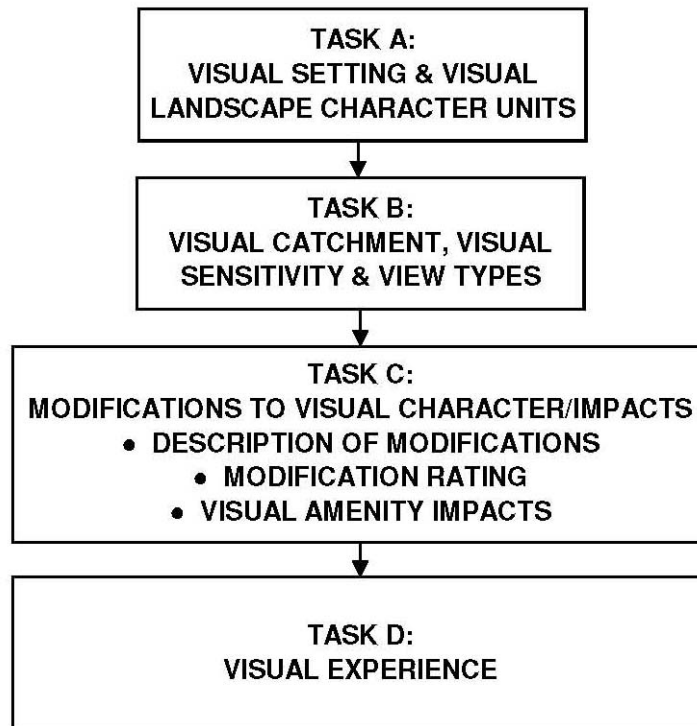 TASK A:
VISUAL SETTING & VISUAL
LANDSCAPE CHARACTER UNITS
TASK B:
VISUAL CATCHMENT, VISUAL
SENSITIVITY & VIEW TYPES
TASK C:
MODIFICATIONS TO VISUAL CHARACTER/IMPACTS
● DESCRIPTION OF MODIFICATIONS
● MODIFICATION RATING
● VISUAL AMENITY IMPACTS
TASK D:
VISUAL EXPERIENCE